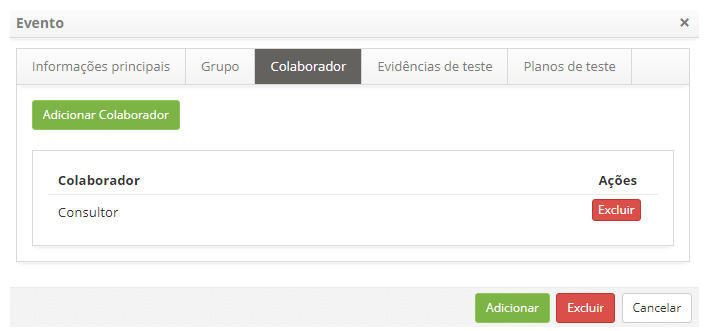 Evento ×
Informações principais Grupo Colaborador Evidências de teste Planos de teste
Adicionar Colaborador
Colaborador Ações
Consultor Excluir
Adicionar Excluir Cancelar